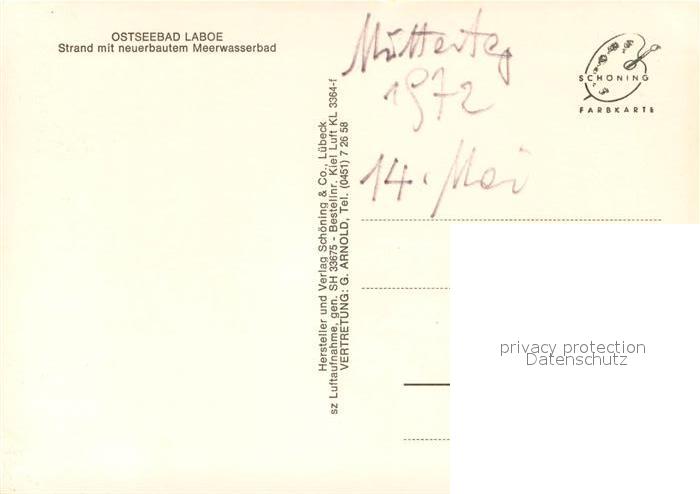 OSTSEEBAD LABOE
Strand mit neuerbautem Meerwasserbad
Hersteller und Verlag Schöning & Co., Lübeck
sz Luftaufnahme, gen. SH 33675 - Bestellnr. Kiel Luft KL 3364-f
VERTRETUNG: G. ARNOLD, Tel. (0451) 7 26 58
Muttertag
1972
14. Mai
SCHÖNING
FARBKARTE
privacy protection
Datenschutz